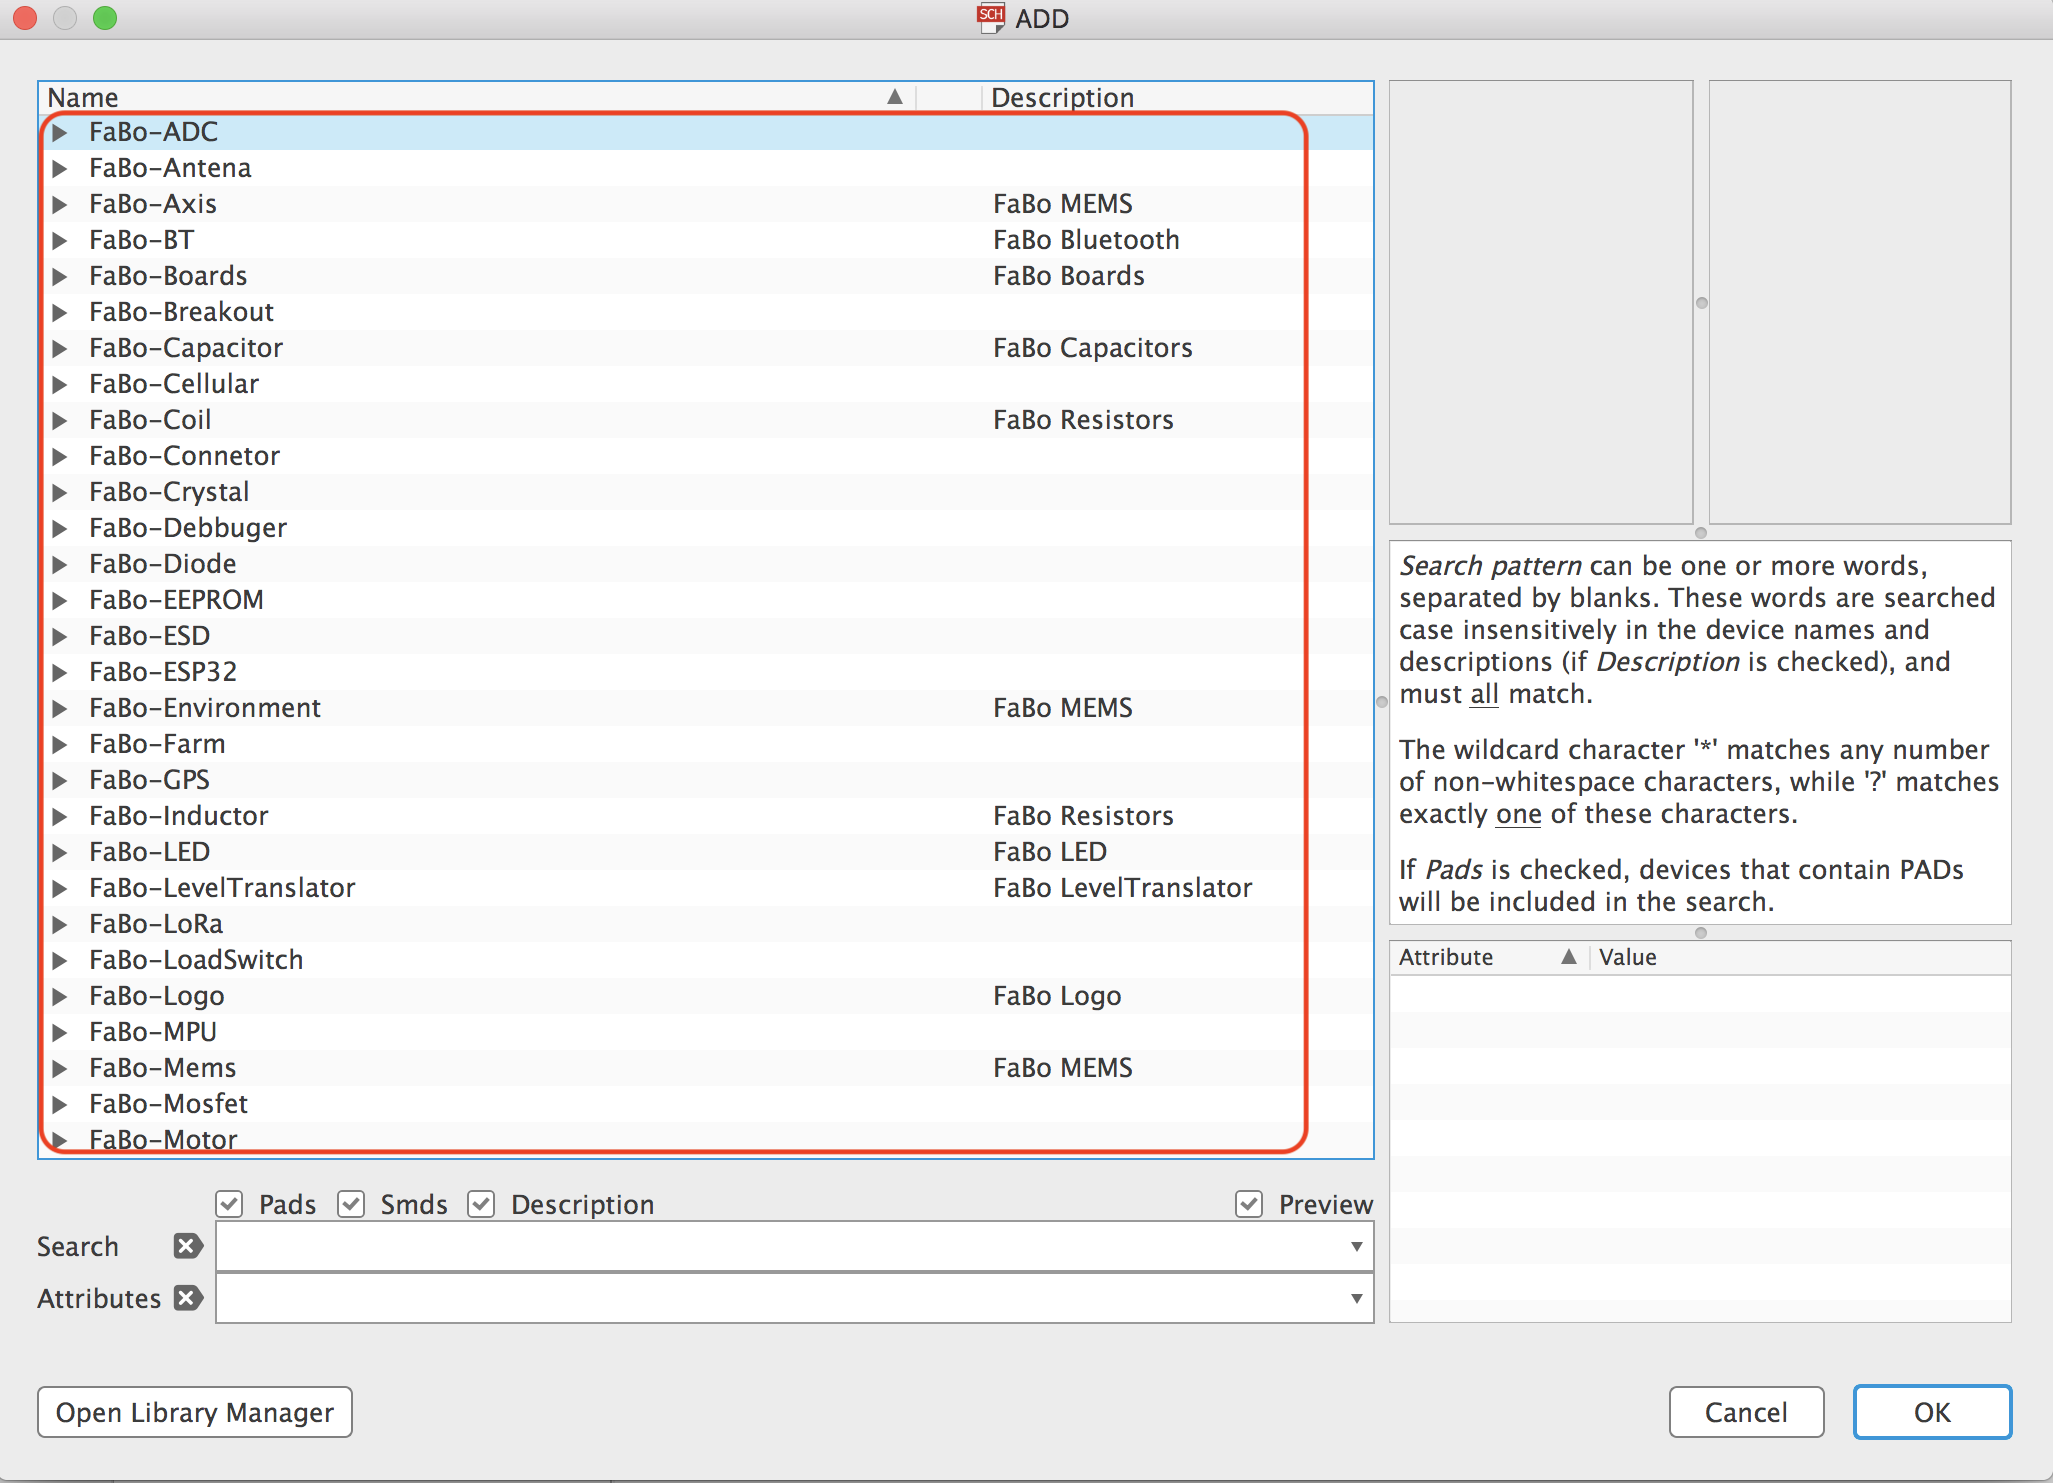 SCH ADD
Name Description
FaBo-ADC
FaBo-Antena
FaBo-Axis FaBo MEMS
FaBo-BT FaBo Bluetooth
FaBo-Boards FaBo Boards
FaBo-Breakout
FaBo-Capacitor FaBo Capacitors
FaBo-Cellular
FaBo-Coil FaBo Resistors
FaBo-Connetor
FaBo-Crystal
FaBo-Debbuger
FaBo-Diode
FaBo-EEPROM
FaBo-ESD
FaBo-ESP32
FaBo-Environment FaBo MEMS
FaBo-Farm
FaBo-GPS
FaBo-Inductor FaBo Resistors
FaBo-LED FaBo LED
FaBo-LevelTranslator FaBo LevelTranslator
FaBo-LoRa
FaBo-LoadSwitch
FaBo-Logo FaBo Logo
FaBo-MPU
FaBo-Mems FaBo MEMS
FaBo-Mosfet
FaBo-Motor
Pads Smds Description Preview
Search
Attributes
Search pattern can be one or more words,
separated by blanks. These words are searched
case insensitively in the device names and
descriptions (if Description is checked), and
must all match.
The wildcard character '*' matches any number
of non-whitespace characters, while '?' matches
exactly one of these characters.
If Pads is checked, devices that contain PADs
will be included in the search.
Attribute Value
Open Library Manager Cancel OK